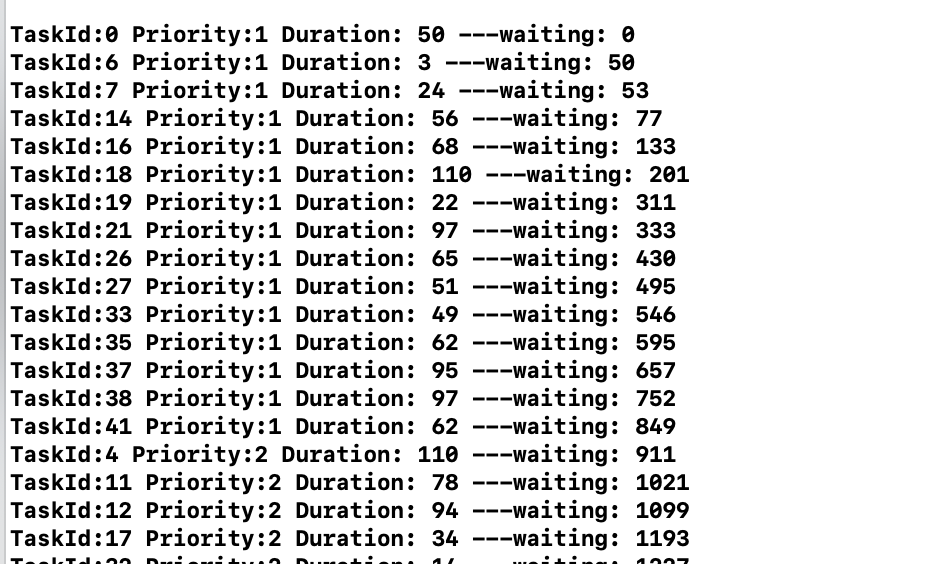 TaskId:0 Priority:1 Duration: 50 ---waiting: 0
TaskId:6 Priority:1 Duration: 3 ---waiting: 50
TaskId:7 Priority:1 Duration: 24 ---waiting: 53
TaskId:14 Priority:1 Duration: 56 ---waiting: 77
TaskId:16 Priority:1 Duration: 68 ---waiting: 133
TaskId:18 Priority:1 Duration: 110 ---waiting: 201
TaskId:19 Priority:1 Duration: 22 ---waiting: 311
TaskId:21 Priority:1 Duration: 97 ---waiting: 333
TaskId:26 Priority:1 Duration: 65 ---waiting: 430
TaskId:27 Priority:1 Duration: 51 ---waiting: 495
TaskId:33 Priority:1 Duration: 49 ---waiting: 546
TaskId:35 Priority:1 Duration: 62 ---waiting: 595
TaskId:37 Priority:1 Duration: 95 ---waiting: 657
TaskId:38 Priority:1 Duration: 97 ---waiting: 752
TaskId:41 Priority:1 Duration: 62 ---waiting: 849
TaskId:4 Priority:2 Duration: 110 ---waiting: 911
TaskId:11 Priority:2 Duration: 78 ---waiting: 1021
TaskId:12 Priority:2 Duration: 94 ---waiting: 1099
TaskId:17 Priority:2 Duration: 34 ---waiting: 1193